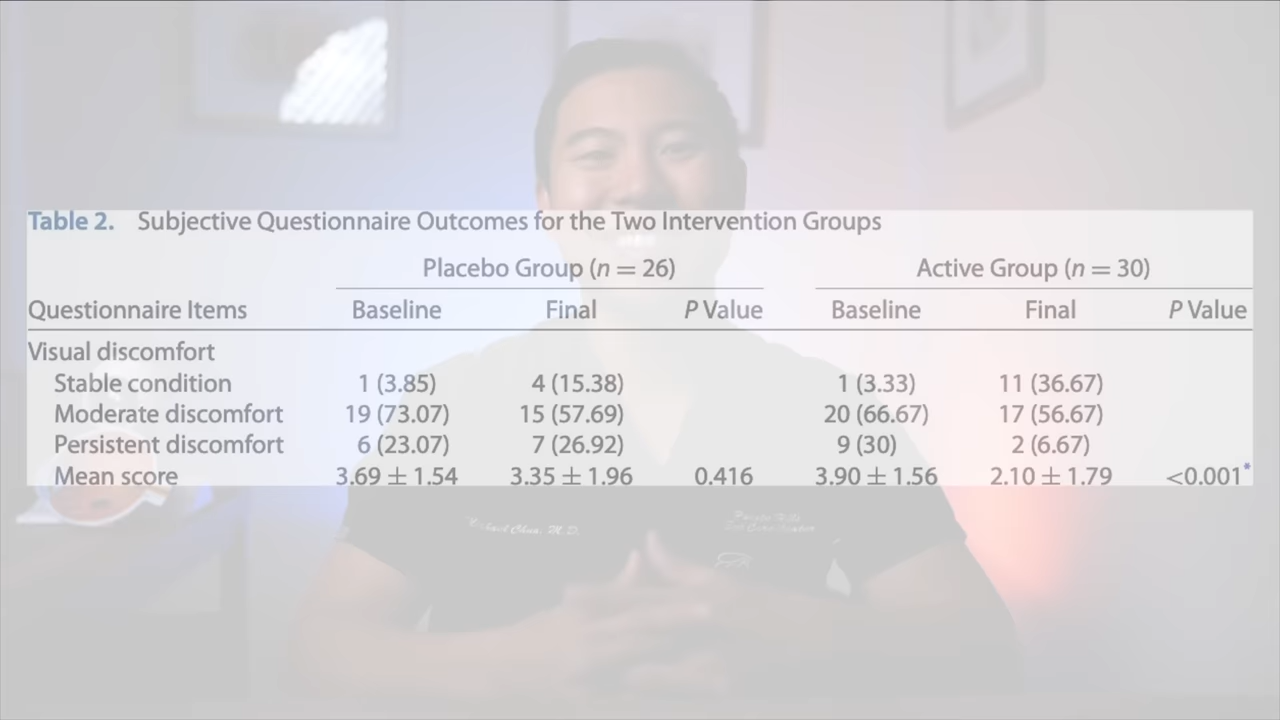 Table 2. Subjective Questionnaire Outcomes for the Two Intervention Groups
Placebo Group (n = 26) Active Group (n = 30)
Questionnaire Items Baseline Final P Value Baseline Final P Value
Visual discomfort
Stable condition 1 (3.85) 4 (15.38) 1 (3.33) 11 (36.67)
Moderate discomfort 19 (73.07) 15 (57.69) 20 (66.67) 17 (56.67)
Persistent discomfort 6 (23.07) 7 (26.92) 9 (30) 2 (6.67)
Mean score 3.69 ± 1.54 3.35 ± 1.96 0.416 3.90 ± 1.56 2.10 ± 1.79 <0.001*
M.D.